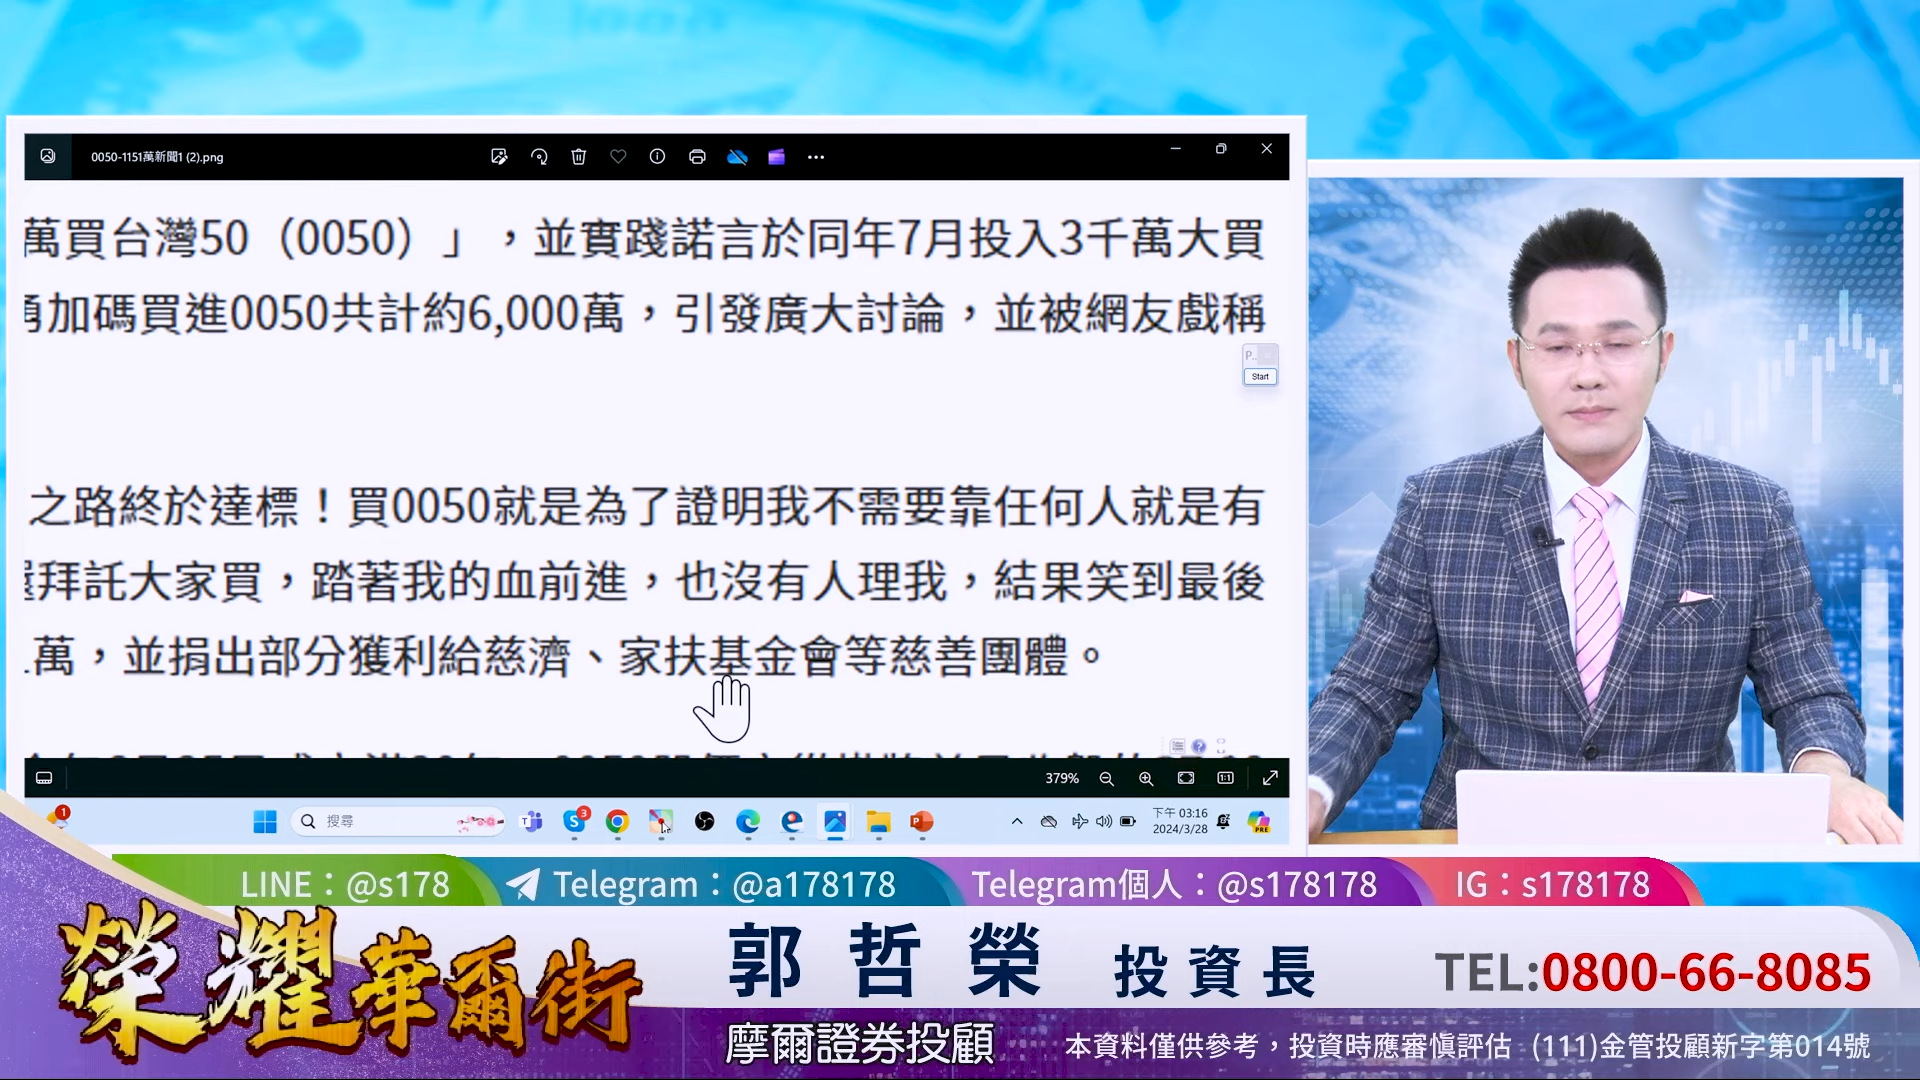 0050-1151萬新聞1 (2).png
萬買台灣50（0050）」，並實踐諾言於同年7月投入3千萬大買
加碼買進0050共計約6,000萬，引發廣大討論，並被網友戲稱
P..
Start
之路終於達標！買0050就是為了證明我不需要靠任何人就是有
拜託大家買，踏著我的血前進，也沒有人理我，結果笑到最後
萬，並捐出部分獲利給慈濟、家扶基金會等慈善團體。
379%
1
搜尋
3
下午 03:16
2024/3/28
PRE
LINE：@s178
Telegram：@a178178
Telegram個人：@s178178
IG：s178178
榮耀華爾街
郭哲榮 投資長
TEL:0800-66-8085
摩爾證券投顧
本資料僅供參考，投資時應審慎評估 (111)金管投顧新字第014號